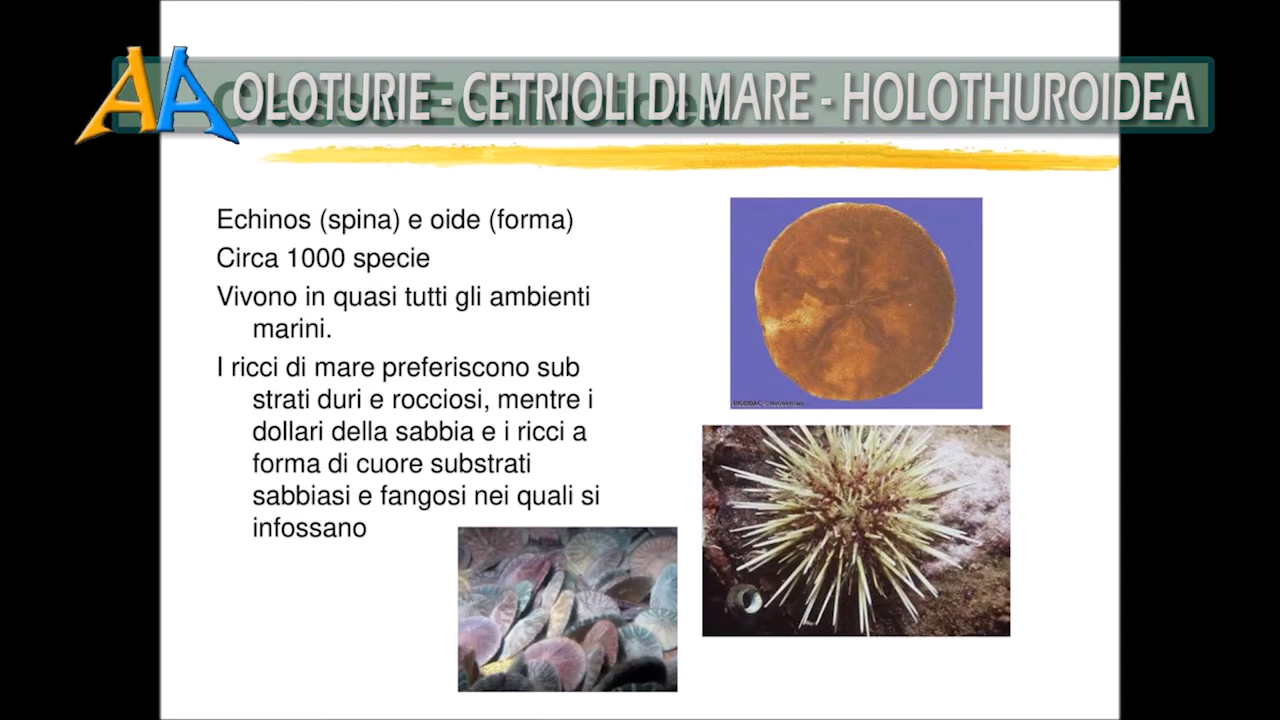 AA
OLOTURIE - CETRIOLI DI MARE - HOLOTHUROIDEA
Classe Echinoidea
Echinos (spina) e oide (forma)
Circa 1000 specie
Vivono in quasi tutti gli ambienti
marini.
I ricci di mare preferiscono sub
strati duri e rocciosi, mentre i
dollari della sabbia e i ricci a
forma di cuore substrati
sabbiasi e fangosi nei quali si
infossano